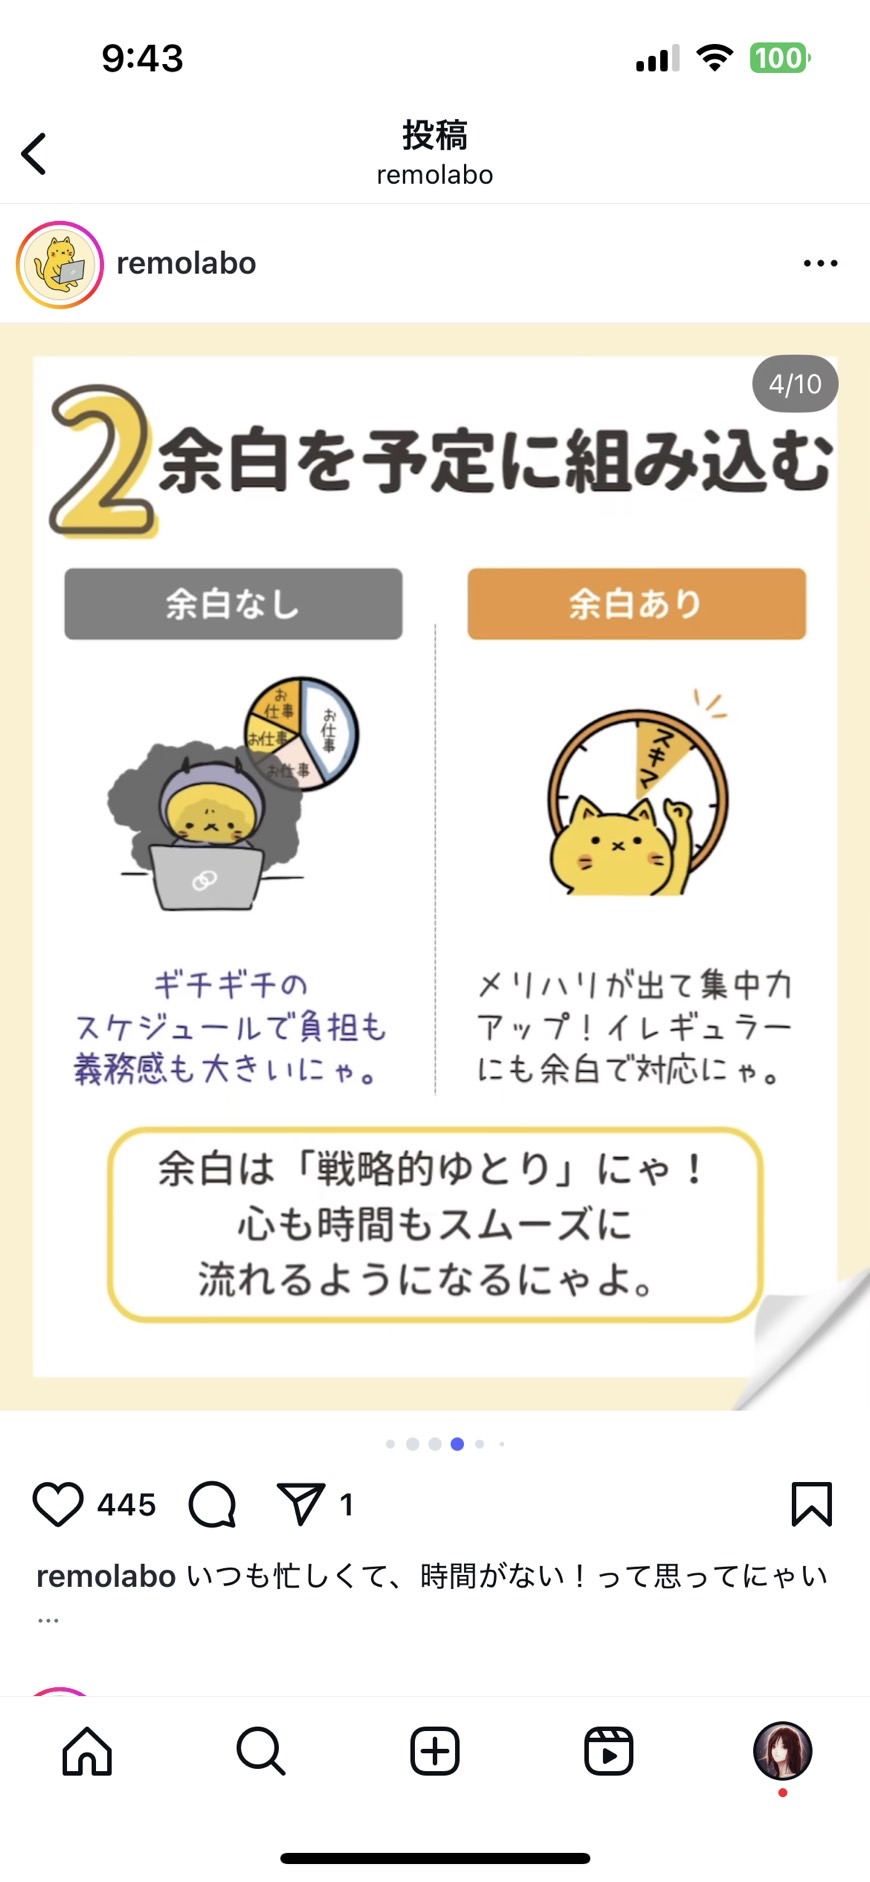 9:43
100
投稿
remolabo
remolabo
4/10
2
余白を予定に組み込む
余白なし
お
仕事
お
仕
事
お仕事
お仕事
ギチギチの
スケジュールで負担も
義務感も大きいにゃ。
余白あり
スキマ
メリハリが出て集中力
アップ！イレギュラー
にも余白で対応にゃ。
余白は「戦略的ゆとり」にゃ！
心も時間もスムーズに
流れるようになるにゃよ。
445
1
remolabo いつも忙しくて、時間がない！って思ってにゃい
...